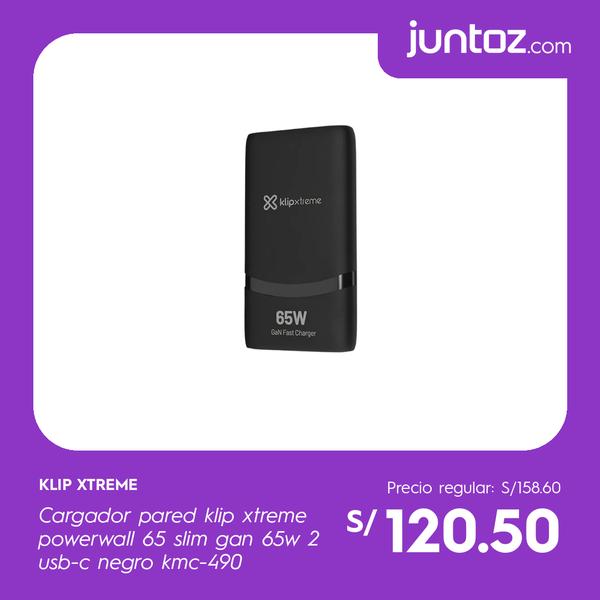 juntoz.com
klipxtreme
65W
GaN Fast Charger
KLIP XTREME
Cargador pared klip xtreme
powerwall 65 slim gan 65w 2
usb-c negro kmc-490
Precio regular: S/158.60
S/120.50